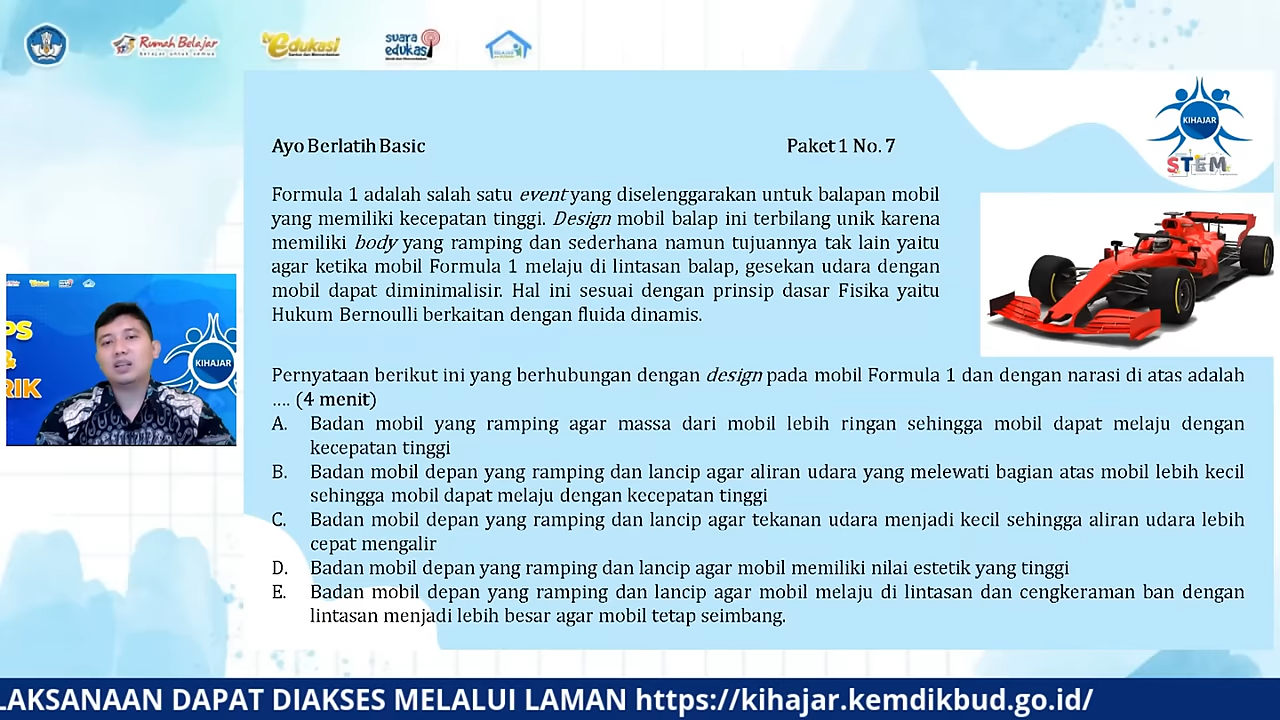 Rumah Belajar
belajar untuk semua
tv Edukasi
Santun dan Mencerdaskan
suara
edukasi
KIHAJAR
STEM
Ayo Berlatih Basic
Paket 1 No. 7
Formula 1 adalah salah satu event yang diselenggarakan untuk balapan mobil
yang memiliki kecepatan tinggi. Design mobil balap ini terbilang unik karena
memiliki body yang ramping dan sederhana namun tujuannya tak lain yaitu
agar ketika mobil Formula 1 melaju di lintasan balap, gesekan udara dengan
mobil dapat diminimalisir. Hal ini sesuai dengan prinsip dasar Fisika yaitu
Hukum Bernoulli berkaitan dengan fluida dinamis.
PS
&
RIK
KIHAJAR
Pernyataan berikut ini yang berhubungan dengan design pada mobil Formula 1 dan dengan narasi di atas adalah
.... (4 menit)
A. Badan mobil yang ramping agar massa dari mobil lebih ringan sehingga mobil dapat melaju dengan
kecepatan tinggi
B. Badan mobil depan yang ramping dan lancip agar aliran udara yang melewati bagian atas mobil lebih kecil
sehingga mobil dapat melaju dengan kecepatan tinggi
C. Badan mobil depan yang ramping dan lancip agar tekanan udara menjadi kecil sehingga aliran udara lebih
cepat mengalir
D. Badan mobil depan yang ramping dan lancip agar mobil memiliki nilai estetik yang tinggi
E. Badan mobil depan yang ramping dan lancip agar mobil melaju di lintasan dan cengkeraman ban dengan
lintasan menjadi lebih besar agar mobil tetap seimbang.
LAKSANAAN DAPAT DIAKSES MELALUI LAMAN https://kihajar.kemdikbud.go.id/